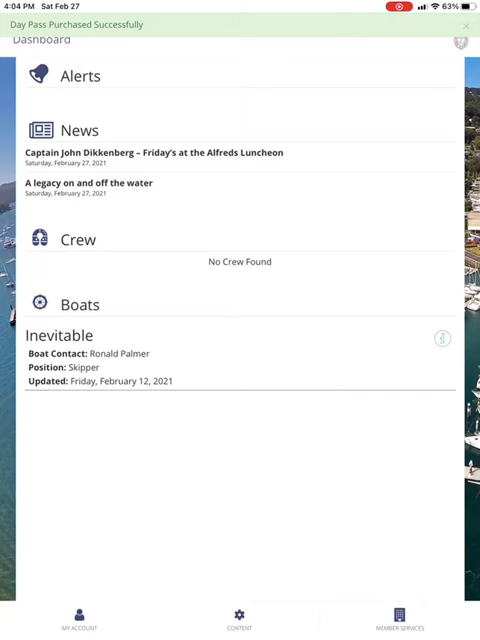 4:04 PM Sat Feb 27
63%
Day Pass Purchased Successfully
Dashboard
Alerts
News
Captain John Dikkenberg – Friday's at the Alfreds Luncheon
Saturday, February 27, 2021
A legacy on and off the water
Saturday, February 27, 2021
Crew
No Crew Found
Boats
Inevitable
Boat Contact: Ronald Palmer
Position: Skipper
Updated: Friday, February 12, 2021
MY ACCOUNT
CONTENT
MEMBER SERVICES